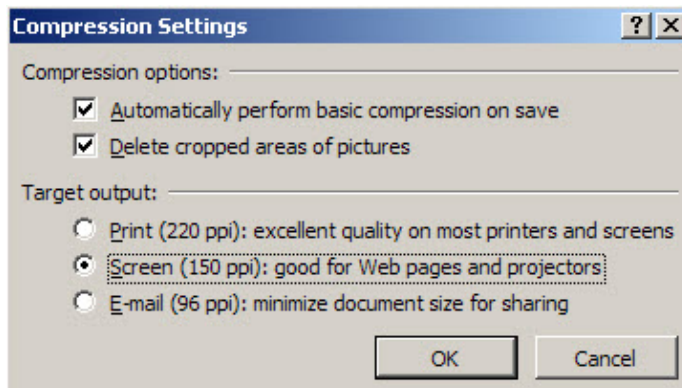 Compression Settings
Compression options:
Automatically perform basic compression on save
Delete cropped areas of pictures
Target output:
Print (220 ppi): excellent quality on most printers and screens
Screen (150 ppi): good for Web pages and projectors
E-mail (96 ppi): minimize document size for sharing
OK Cancel